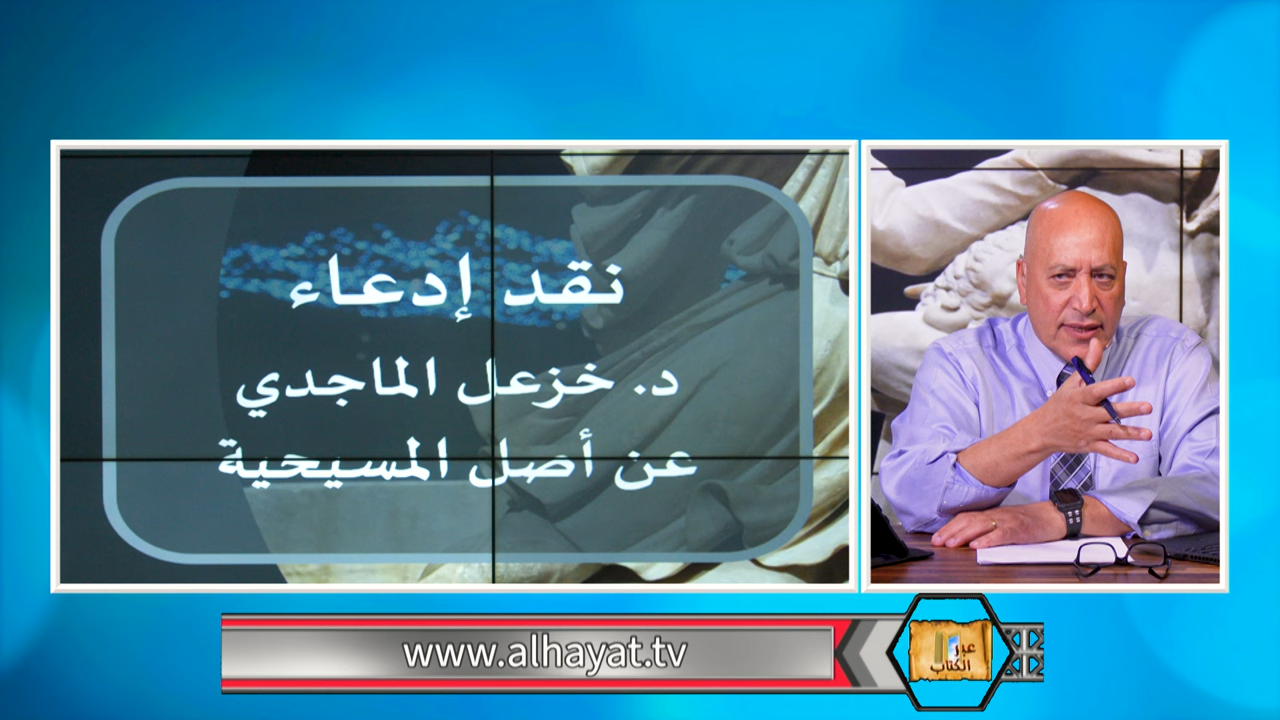 نقد إدعاء
د. خزعل الماجدي
عن أصل المسيحية
www.alhayat.tv
عبر
الكتاب